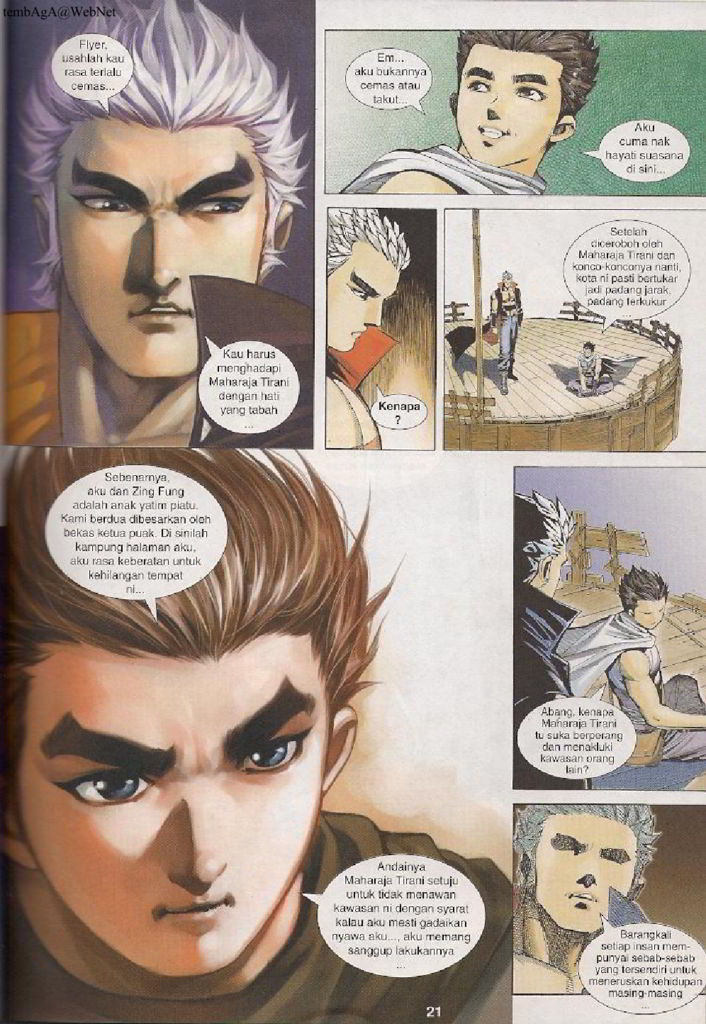 tembAgA@WebNet
Flyer,
usahlah kau
rasa terlalu
cemas...
Kau harus
menghadapi
Maharaja Tirani
dengan hati
yang tabah
...
Em...
aku bukannya
cemas atau
takut...
Aku
cuma nak
hayati suasana
di sini...
Kenapa
?
Setelah
diceroboh oleh
Maharaja Tirani dan
konco-konconya nanti,
kota ni pasti bertukar
jadi padang jarak,
padang terkukur
...
Sebenarnya,
aku dan Zing Fung
adalah anak yatim piatu.
Kami berdua dibesarkan oleh
bekas ketua puak. Di sinilah
kampung halaman aku,
aku rasa keberatan untuk
kehilangan tempat
ni...
Andainya
Maharaja Tirani setuju
untuk tidak menawan
kawasan ni dengan syarat
kalau aku mesti gadaikan
nyawa aku..., aku memang
sanggup lakukannya
...
Abang, kenapa
Maharaja Tirani
tu suka berperang
dan menakluki
kawasan orang
lain?
Barangkali
setiap insan mem-
punyai sebab-sebab
yang tersendiri untuk
meneruskan kehidupan
masing-masing
...
21